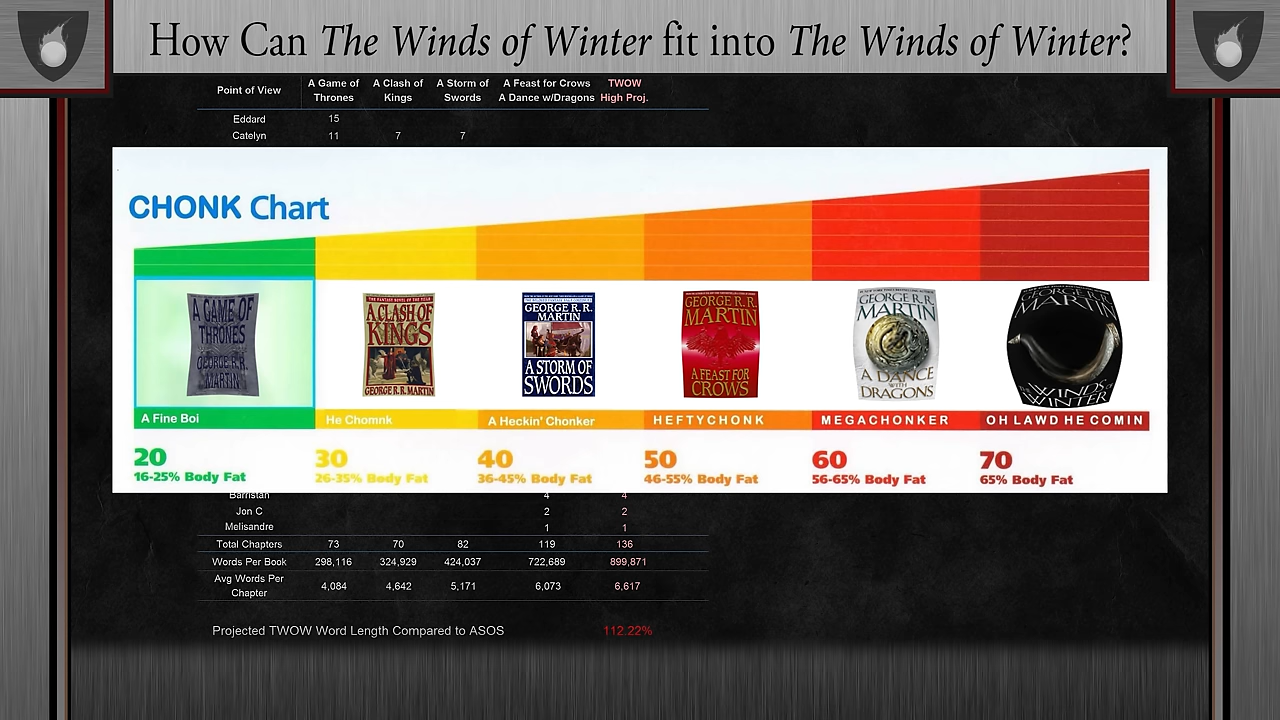 How Can The Winds of Winter fit into The Winds of Winter?
Point of View A Game of Thrones A Clash of Kings A Storm of Swords A Feast for Crows A Dance w/Dragons TWOW High Proj.
Eddard 15
Catelyn 11 7 7
CHONK Chart
A GAME OF
THRONES
GEORGE R.R.
MARTIN
A CLASH OF
KINGS
GEORGE R.R. MARTIN
GEORGE R. R.
MARTIN
A STORM OF
SWORDS
GEORGE R.R.
MARTIN
A FEAST FOR
CROWS
GEORGE R.R.
MARTIN
A DANCE
WITH
DRAGONS
GEORGE R.R.
MARTIN
THE WINDS OF
WINTER
A Fine Boi He Chomnk A Heckin' Chonker HEFTYCHONK MEGACHONKER OH LAWD HE COMIN
20 30 40 50 60 70
16-25% Body Fat 26-35% Body Fat 36-45% Body Fat 46-55% Body Fat 56-65% Body Fat 65% Body Fat
Barristan 4 4
Jon C 2 2
Melisandre 1 1
Total Chapters 73 70 82 119 136
Words Per Book 298,116 324,929 424,037 722,689 899,871
Avg Words Per Chapter 4,084 4,642 5,171 6,073 6,617
Projected TWOW Word Length Compared to ASOS 112.22%